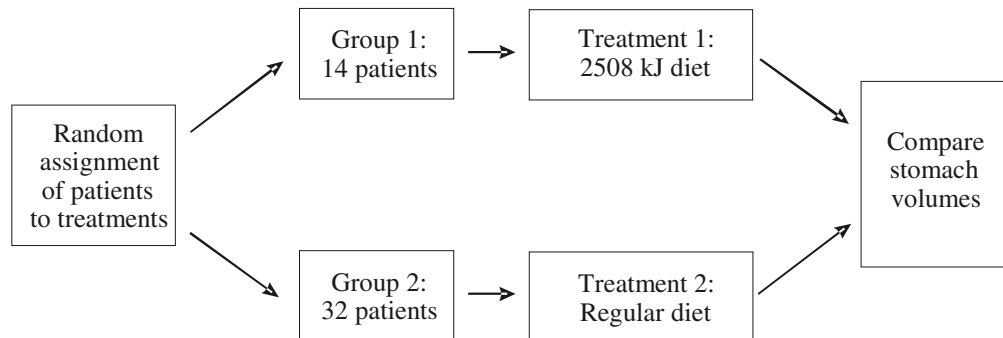 Random
assignment
of patients
to treatments
Group 1:
14 patients
Treatment 1:
2508 kJ diet
Group 2:
32 patients
Treatment 2:
Regular diet
Compare
stomach
volumes